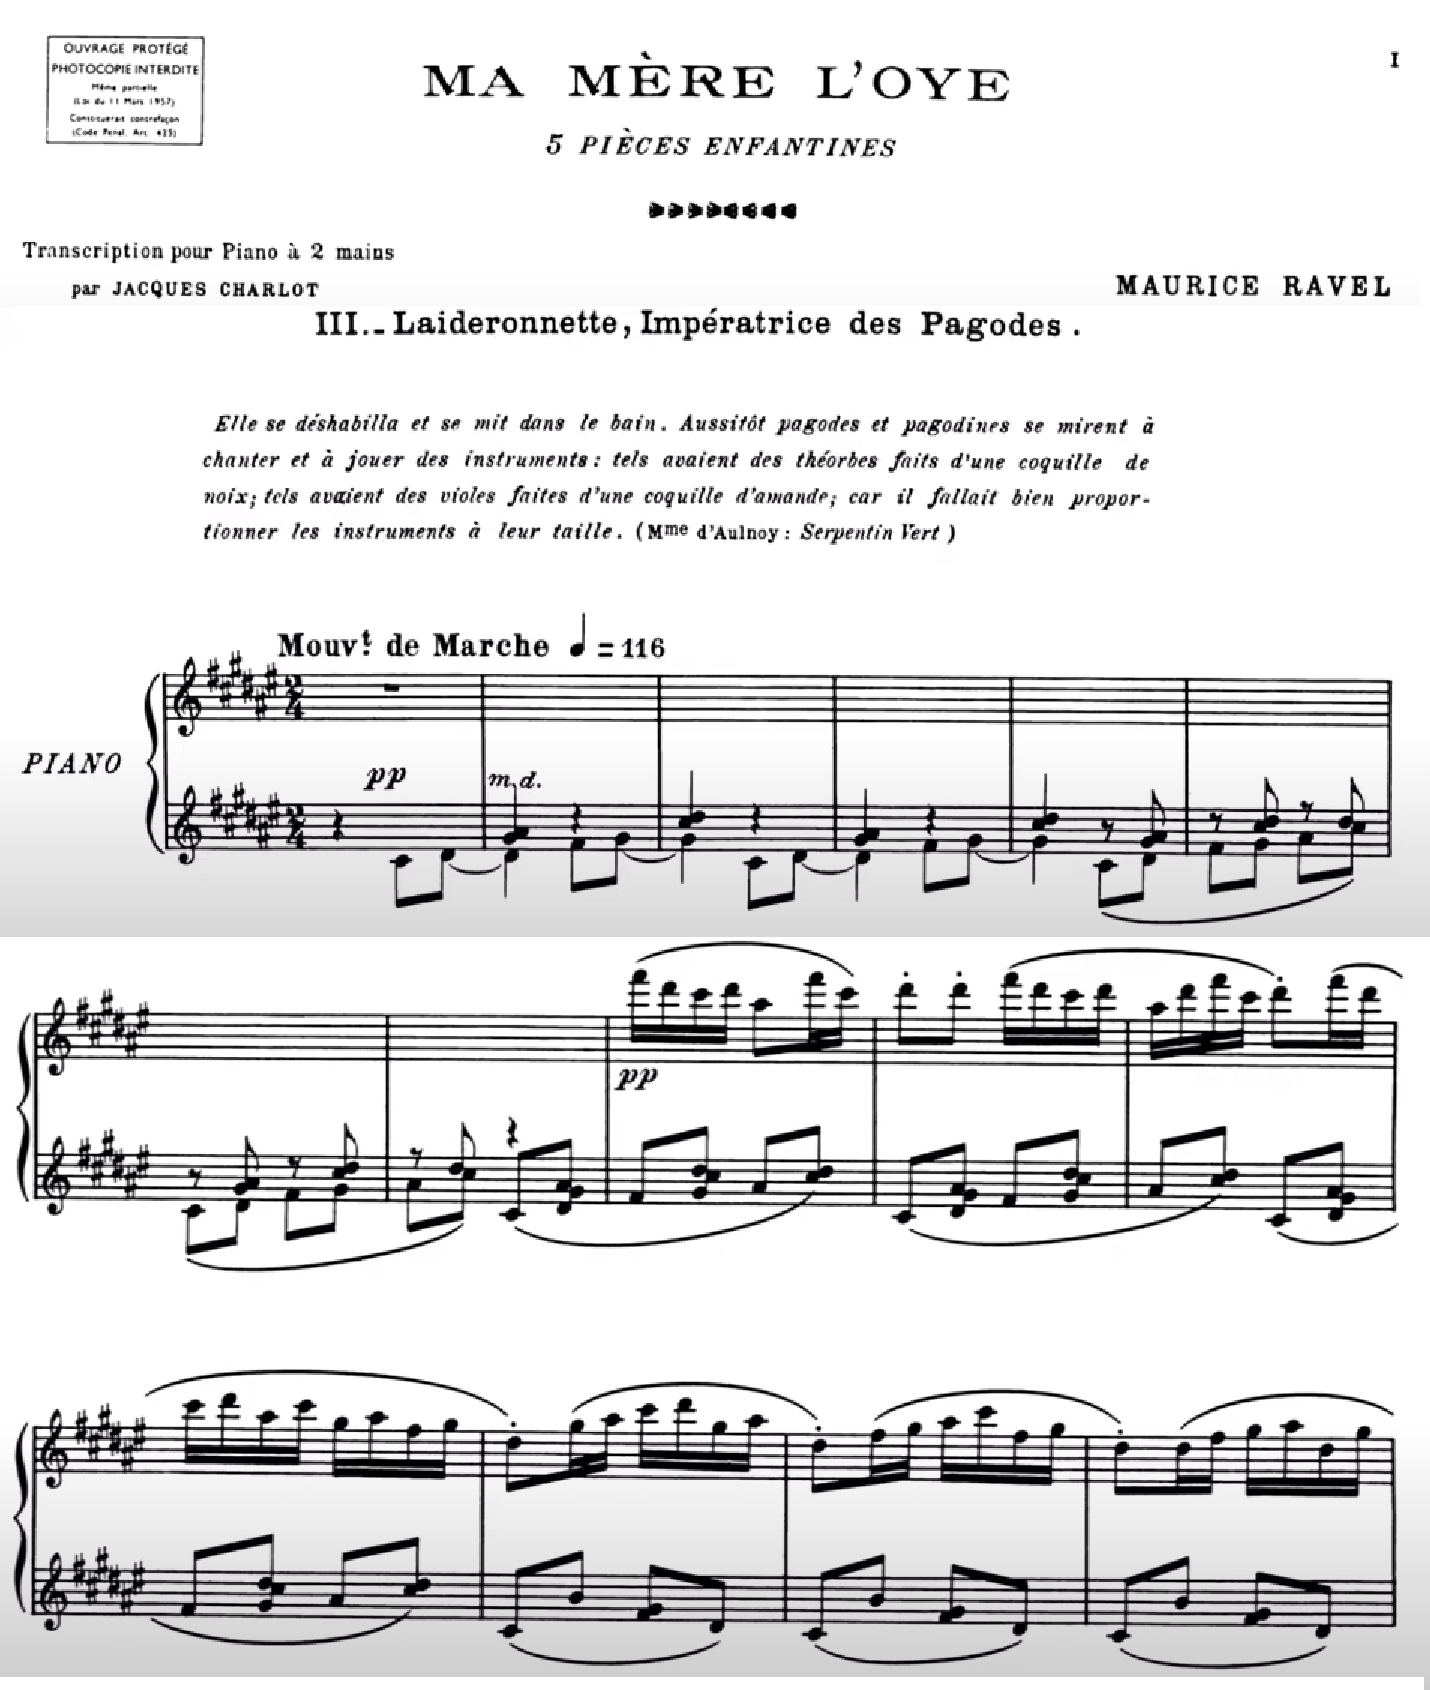 OUVRAGE PROTÉGÉ
PHOTOCOPIE INTERDITE
Même partielle
(Loi du 11 Mars 1957)
Constituerait contrefaçon
(Code Penal. Art. 425)
I
MA MÈRE L'OYE
5 PIÈCES ENFANTINES
Transcription pour Piano à 2 mains
par JACQUES CHARLOT
MAURICE RAVEL
III._ Laideronnette, Impératrice des Pagodes.
Elle se déshabilla et se mit dans le bain. Aussitôt pagodes et pagodines se mirent à
chanter et à jouer des instruments: tels avaient des théorbes faits d'une coquille de
noix; tels avaient des violes faites d'une coquille d'amande; car il fallait bien propor-
tionner les instruments à leur taille. (Mme d'Aulnoy: Serpentin Vert)
Mouvt. de Marche ♩ = 116
PIANO
pp
m.d.
pp